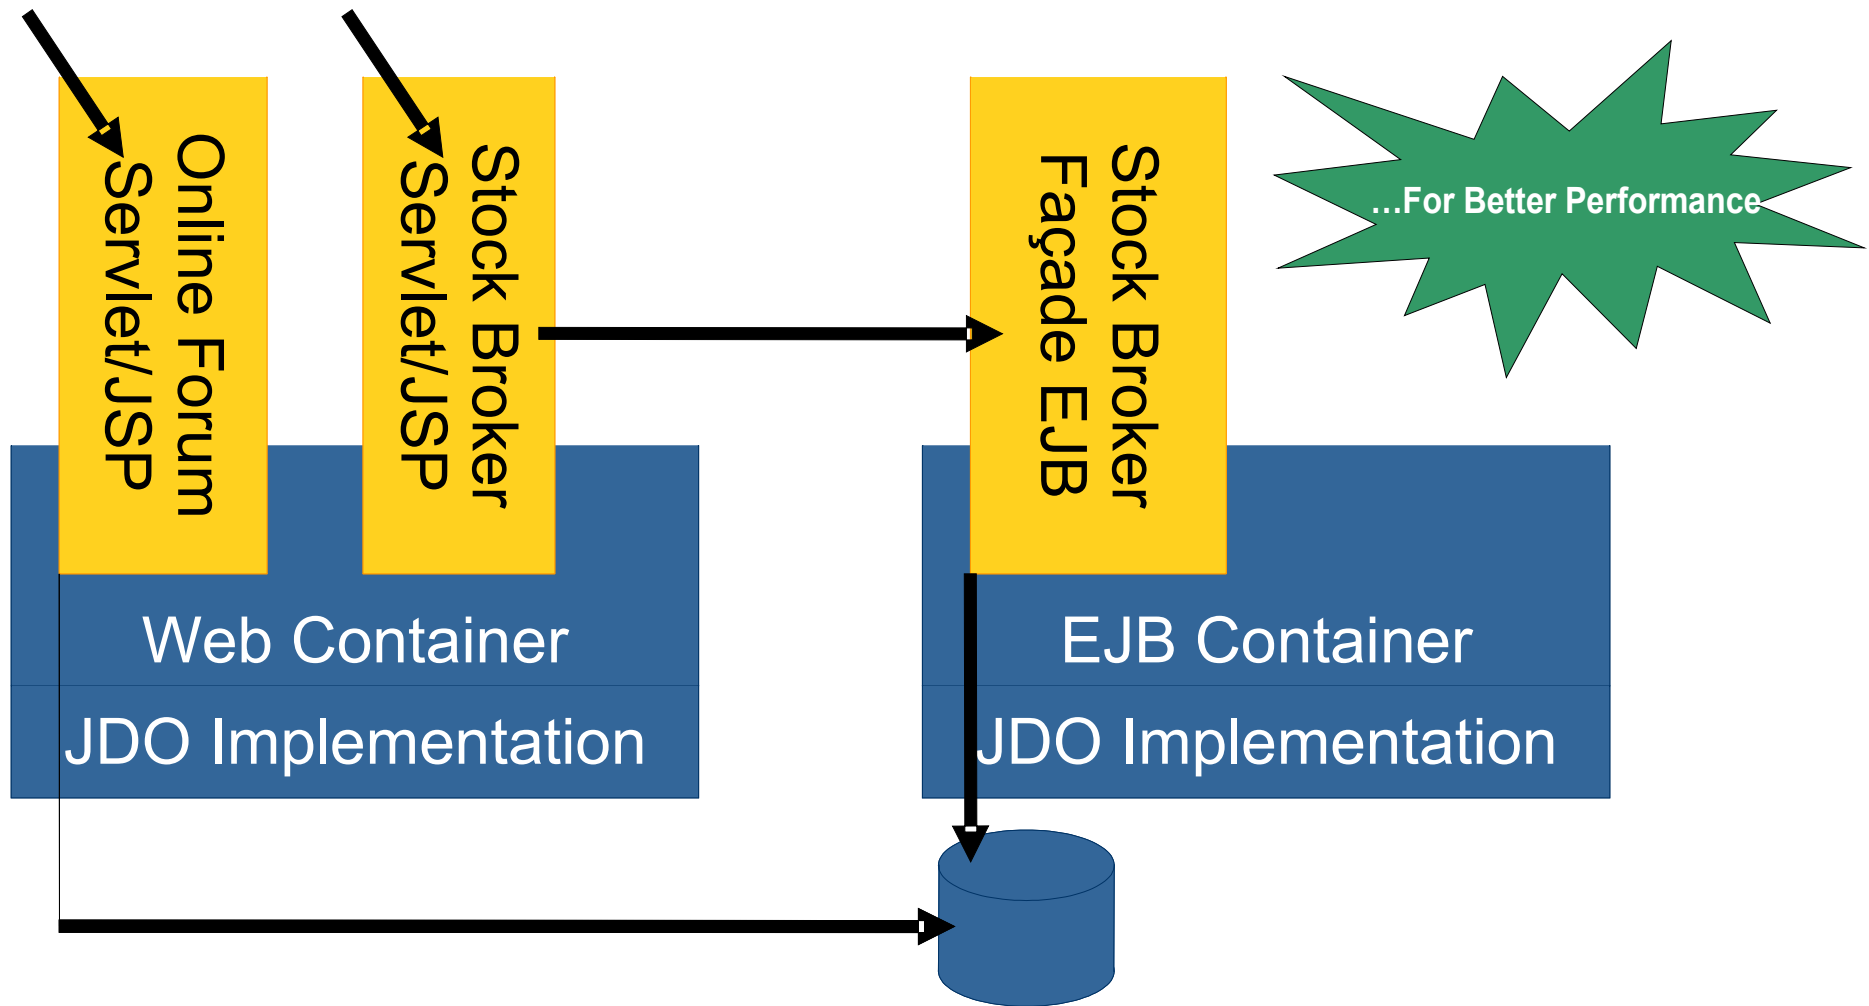 Online Forum
Servlet/JSP
Stock Broker
Servlet/JSP
Stock Broker
Façade EJB
…For Better Performance
Web Container
JDO Implementation
EJB Container
JDO Implementation